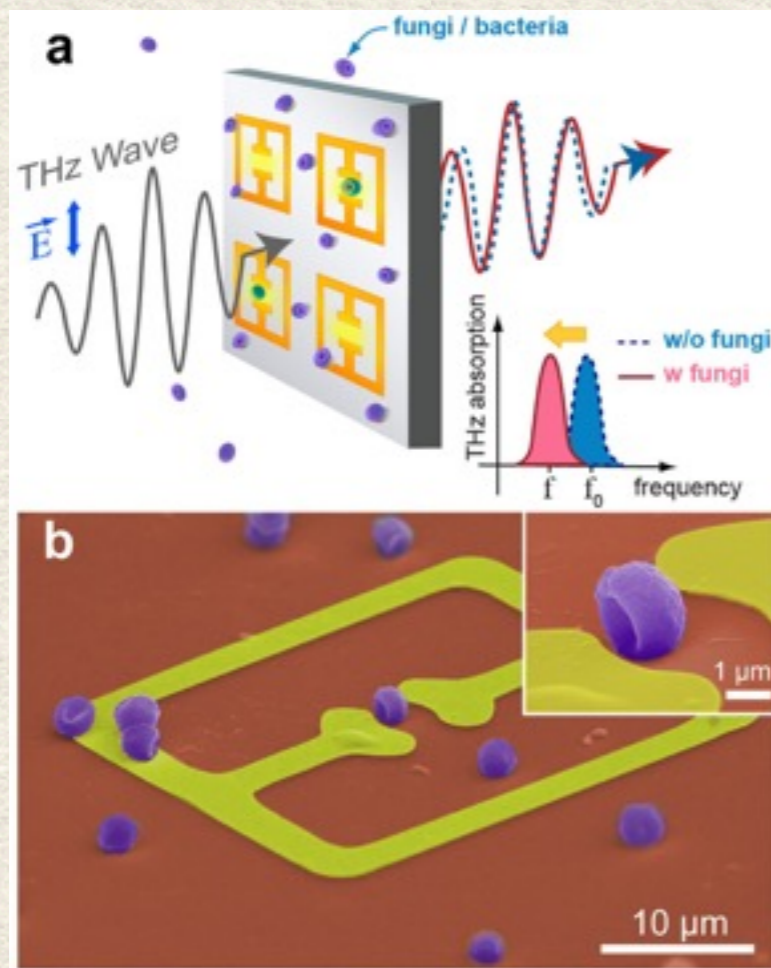 a
fungi / bacteria
THz Wave
E
THz absorption
w/o fungi
w fungi
f
f₀
frequency
b
1 µm
10 µm